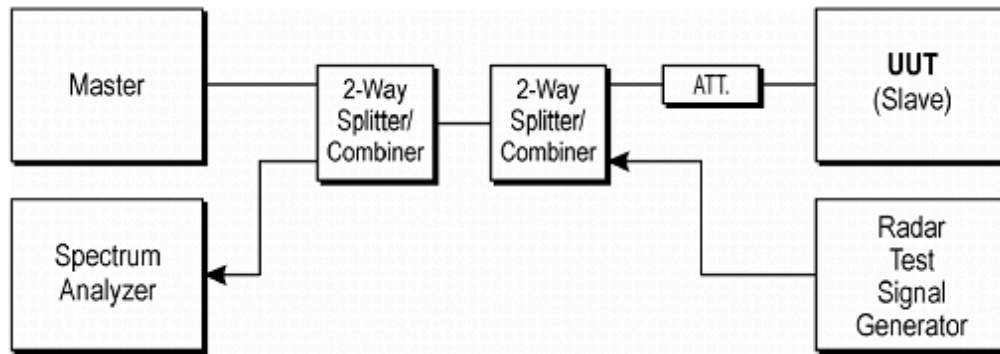 Master
2-Way
Splitter/
Combiner
2-Way
Splitter/
Combiner
ATT.
UUT
(Slave)
Spectrum
Analyzer
Radar
Test
Signal
Generator